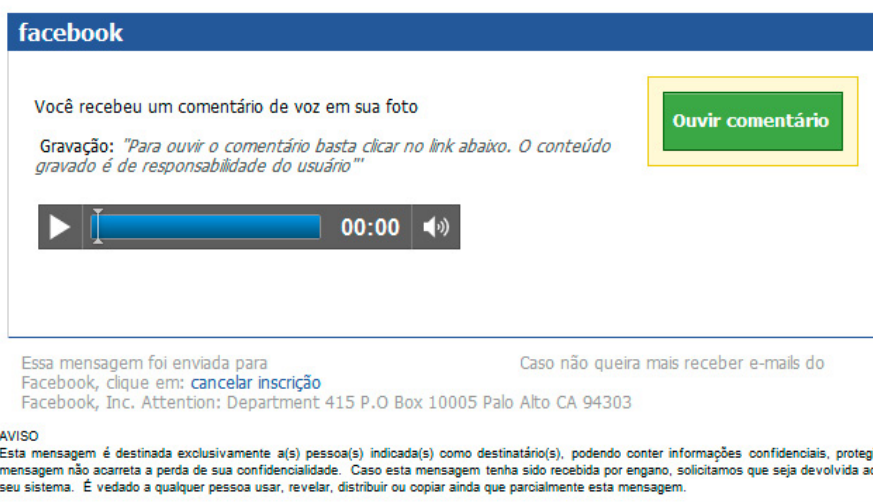 facebook
Você recebeu um comentário de voz em sua foto
Ouvir comentário
Gravação: "Para ouvir o comentário basta clicar no link abaixo. O conteúdo
gravado é de responsabilidade do usuário"'
00:00
Essa mensagem foi enviada para Caso não queira mais receber e-mails do
Facebook, clique em: cancelar inscrição
Facebook, Inc. Attention: Department 415 P.O Box 10005 Palo Alto CA 94303
AVISO
Esta mensagem é destinada exclusivamente a(s) pessoa(s) indicada(s) como destinatário(s), podendo conter informações confidenciais, proteg
mensagem não acarreta a perda de sua confidencialidade. Caso esta mensagem tenha sido recebida por engano, solicitamos que seja devolvida ao
seu sistema. É vedado a qualquer pessoa usar, revelar, distribuir ou copiar ainda que parcialmente esta mensagem.